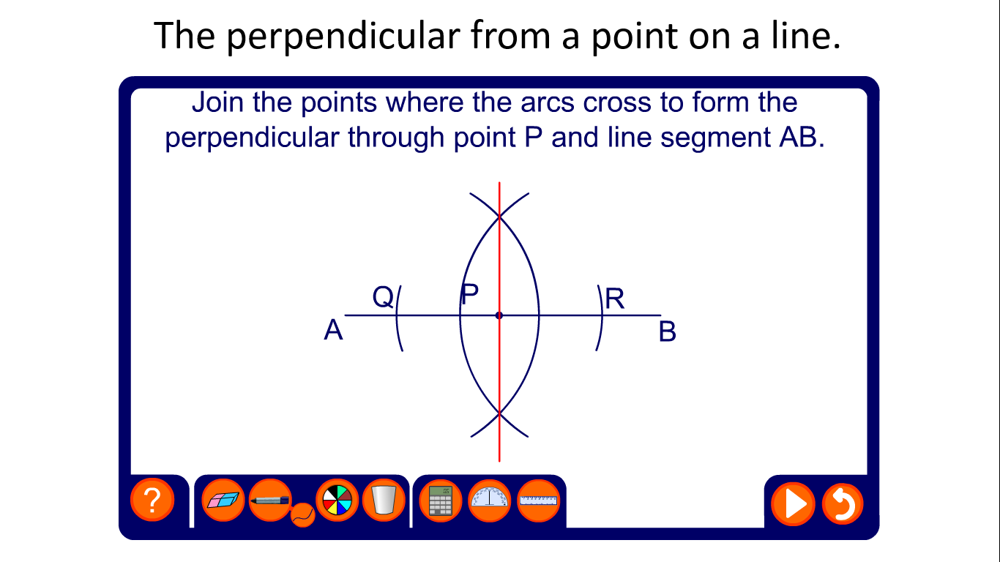 The perpendicular from a point on a line.
Join the points where the arcs cross to form the
perpendicular through point P and line segment AB.
Q
P
R
A
B
?